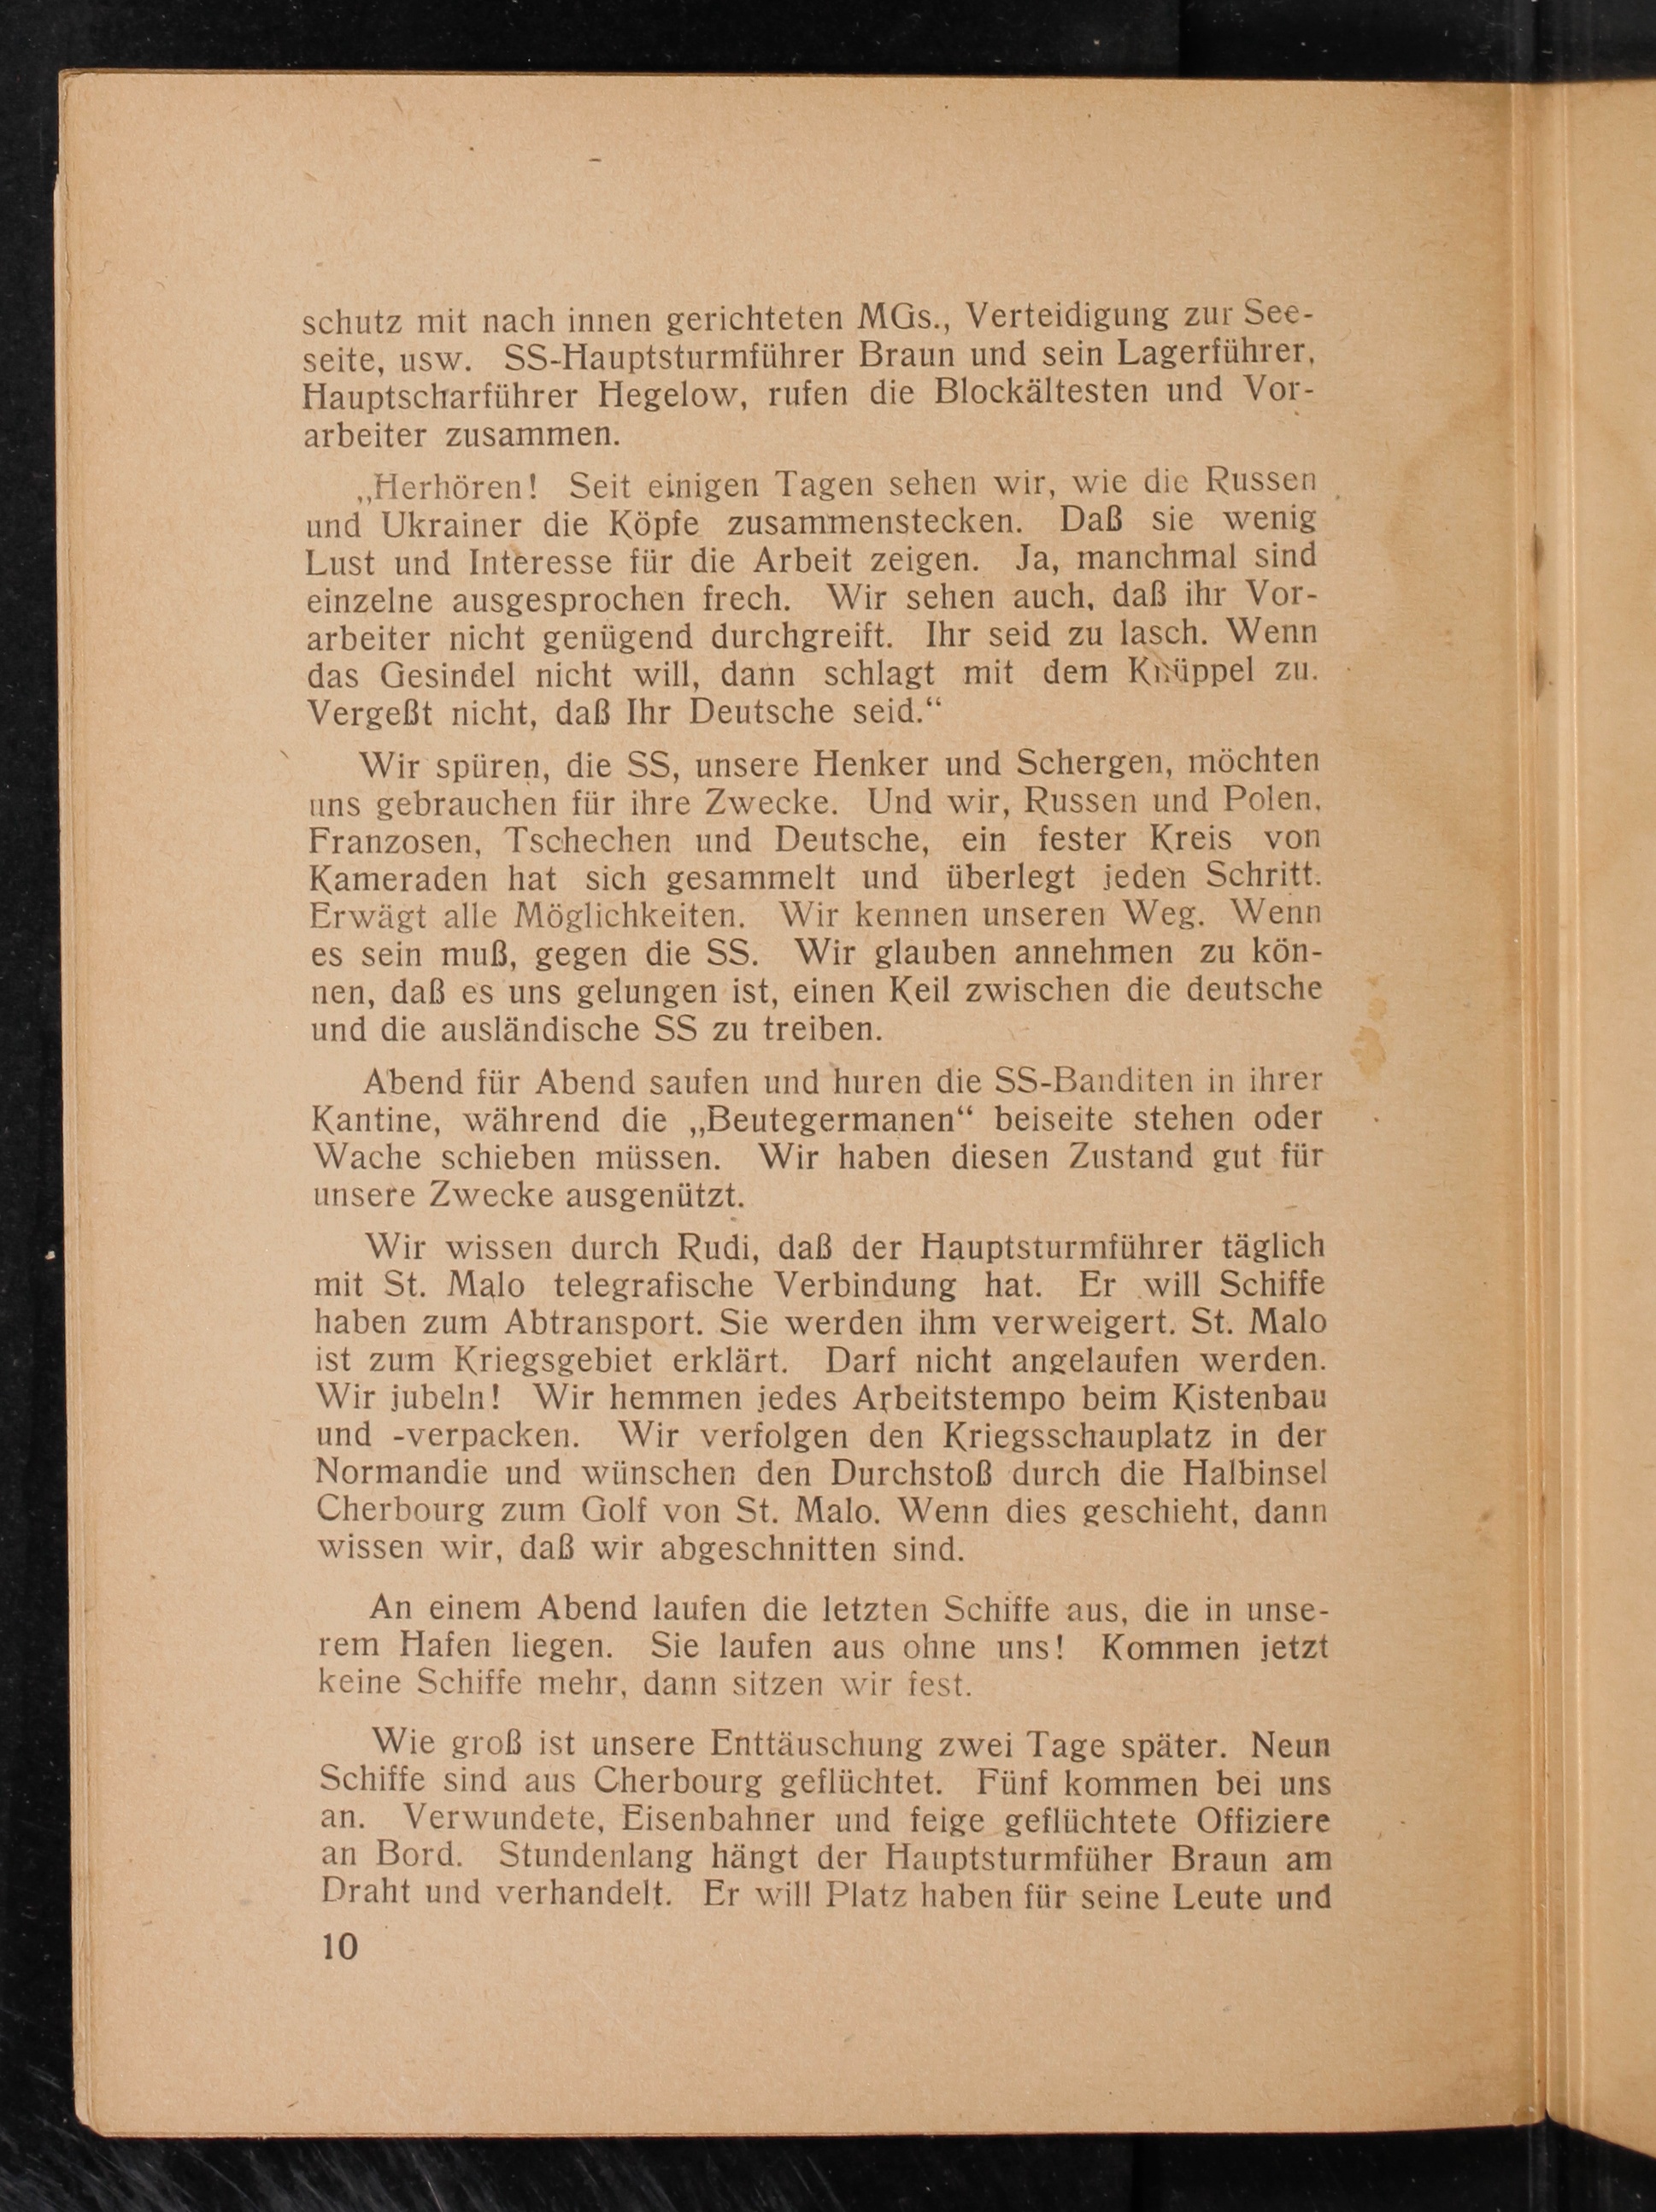 schutz mit nach innen gerichteten MGs., Verteidigung zur See-
seite, usw. SS-Hauptsturmführer Braun und sein Lagerführer,
Hauptscharführer Hegelow, rufen die Blockältesten und Vor-
arbeiter zusammen.
„Herhören! Seit einigen Tagen sehen wir, wie die Russen
und Ukrainer die Köpfe zusammenstecken. Daß sie wenig
Lust und Interesse für die Arbeit zeigen. Ja, manchmal sind
einzelne ausgesprochen frech. Wir sehen auch, daß ihr Vor-
arbeiter nicht genügend durchgreift. Ihr seid zu lasch. Wenn
das Gesindel nicht will, dann schlagt mit dem Knüppel zu.
Vergeßt nicht, daß Ihr Deutsche seid.“
Wir spüren, die SS, unsere Henker und Schergen, möchten
uns gebrauchen für ihre Zwecke. Und wir, Russen und Polen,
Franzosen, Tschechen und Deutsche, ein fester Kreis von
Kameraden hat sich gesammelt und überlegt jeden Schritt.
Erwägt alle Möglichkeiten. Wir kennen unseren Weg. Wenn
es sein muß, gegen die SS. Wir glauben annehmen zu kön-
nen, daß es uns gelungen ist, einen Keil zwischen die deutsche
und die ausländische SS zu treiben.
Abend für Abend saufen und huren die SS-Banditen in ihrer
Kantine, während die „Beutegermanen“ beiseite stehen oder
Wache schieben müssen. Wir haben diesen Zustand gut für
unsere Zwecke ausgenützt.
Wir wissen durch Rudi, daß der Hauptsturmführer täglich
mit St. Malo telegrafische Verbindung hat. Er will Schiffe
haben zum Abtransport. Sie werden ihm verweigert. St. Malo
ist zum Kriegsgebiet erklärt. Darf nicht angelaufen werden.
Wir jubeln! Wir hemmen jedes Arbeitstempo beim Kistenbau
und -verpacken. Wir verfolgen den Kriegsschauplatz in der
Normandie und wünschen den Durchstoß durch die Halbinsel
Cherbourg zum Golf von St. Malo. Wenn dies geschieht, dann
wissen wir, daß wir abgeschnitten sind.
An einem Abend laufen die letzten Schiffe aus, die in unse-
rem Hafen liegen. Sie laufen aus ohne uns! Kommen jetzt
keine Schiffe mehr, dann sitzen wir fest.
Wie groß ist unsere Enttäuschung zwei Tage später. Neun
Schiffe sind aus Cherbourg geflüchtet. Fünf kommen bei uns
an. Verwundete, Eisenbahner und feige geflüchtete Offiziere
an Bord. Stundenlang hängt der Hauptsturmfüher Braun am
Draht und verhandelt. Er will Platz haben für seine Leute und
10